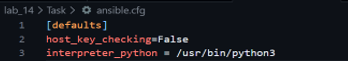 lab_14 > Task > ansible.cfg
1 [defaults]
2 host_key_checking=False
3 interpreter_python = /usr/bin/python3